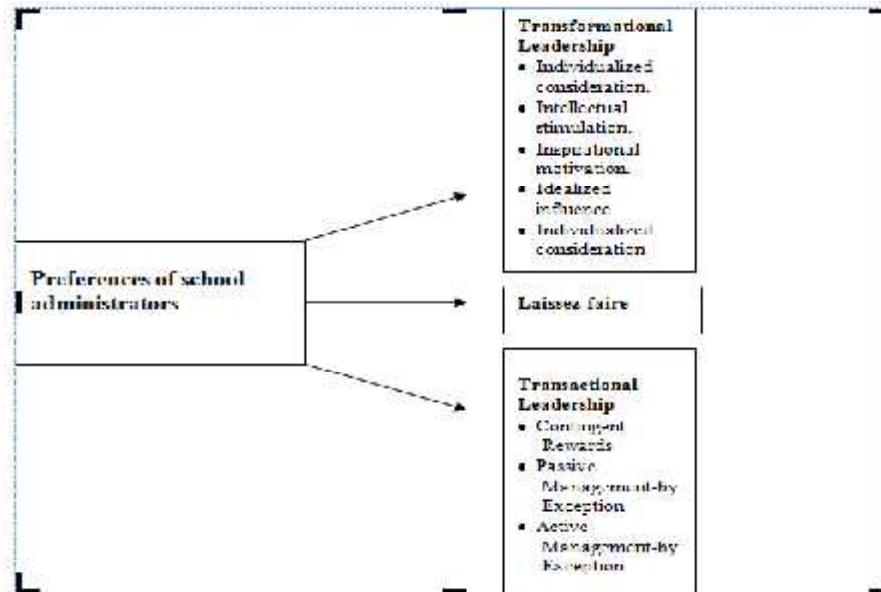 Transformational
Leadership
• Individualized
consideration.
• Intellectual
stimulation.
• Inspirational
motivation.
• Idealized
influence
• Individualized
consideration
Preferences of school
administrators
Laissez faire
Transactional
Leadership
• Contingent
Rewards
• Passive
Management-by
Exception
• Active
Management-by
Exception